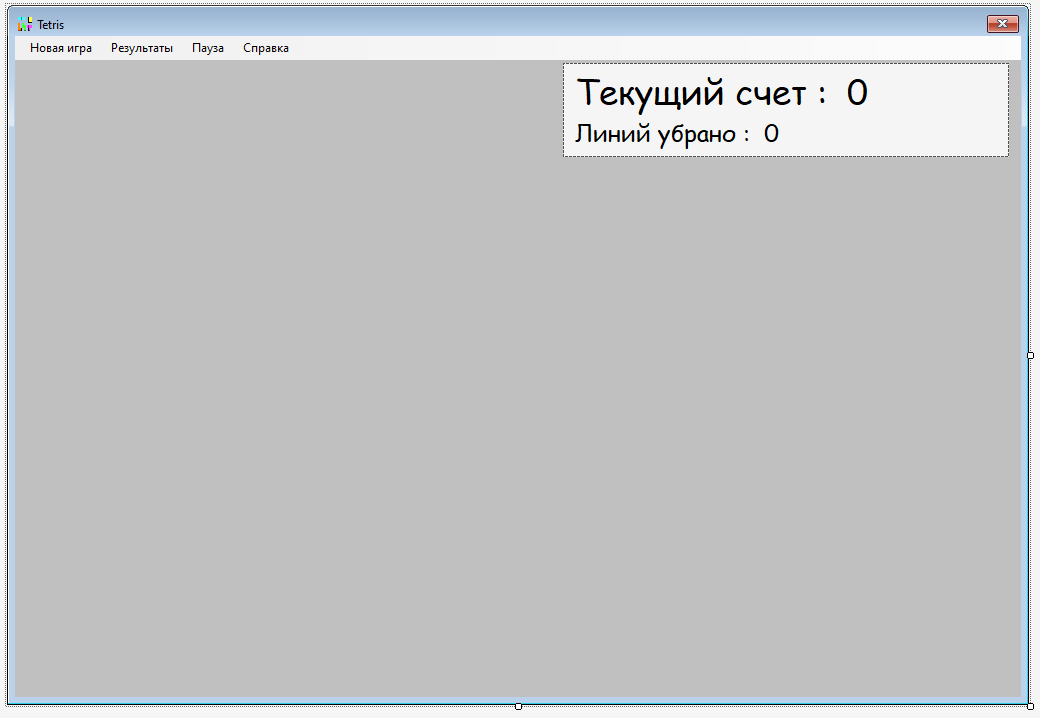 Tetris
Новая игра Результаты Пауза Справка
Текущий счет : 0
Линий убрано : 0